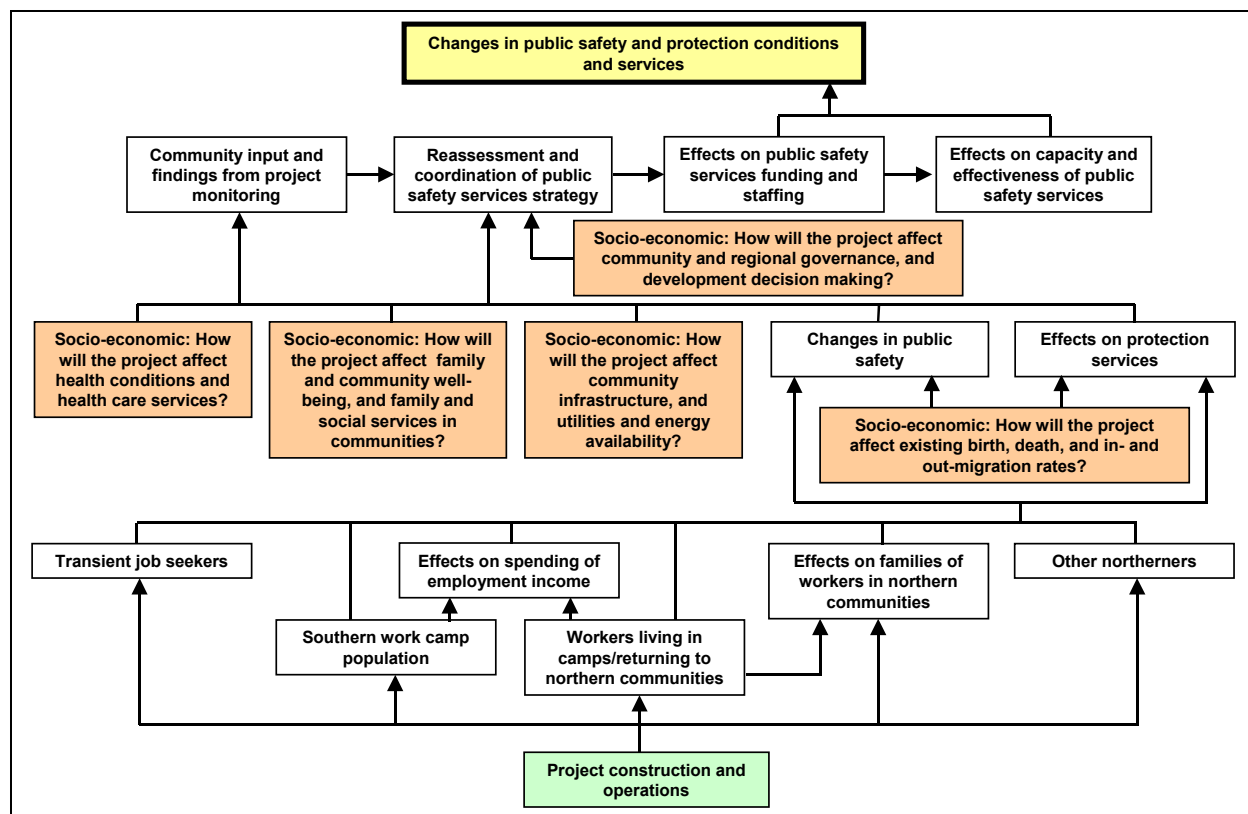 Changes in public safety and protection conditions
and services
Community input and
findings from project
monitoring
Reassessment and
coordination of public
safety services strategy
Effects on public safety
services funding and
staffing
Effects on capacity and
effectiveness of public
safety services
Socio-economic: How will the project affect
community and regional governance, and
development decision making?
Socio-economic: How
will the project affect
health conditions and
health care services?
Socio-economic: How will
the project affect family
and community well-
being, and family and
social services in
communities?
Socio-economic: How
will the project affect
community
infrastructure, and
utilities and energy
availability?
Changes in public
safety
Effects on protection
services
Socio-economic: How will the project
affect existing birth, death, and in- and
out-migration rates?
Transient job seekers
Effects on spending of
employment income
Effects on families of
workers in northern
communities
Other northerners
Southern work camp
population
Workers living in
camps/returning to
northern communities
Project construction and
operations